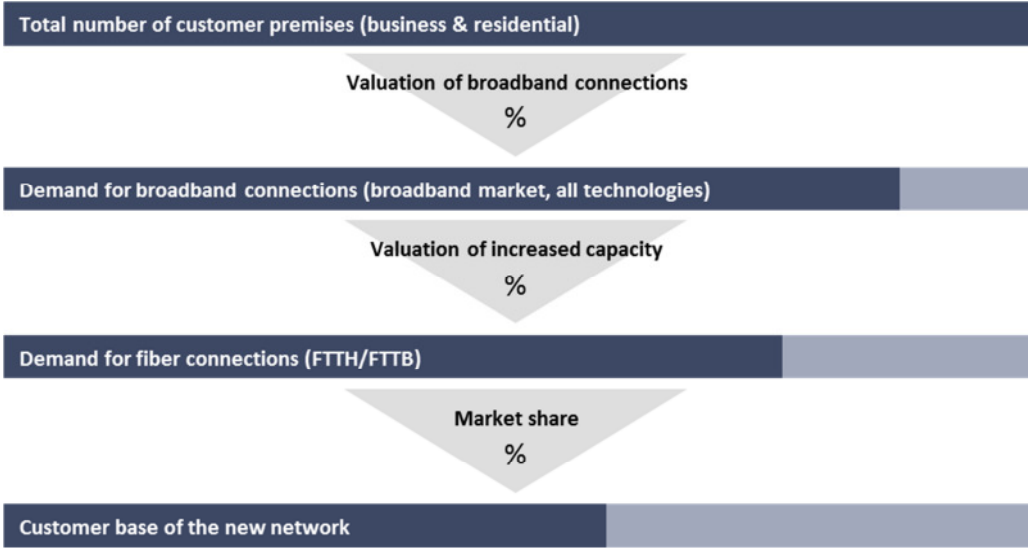 Total number of customer premises (business & residential)
Valuation of broadband connections
%
Demand for broadband connections (broadband market, all technologies)
Valuation of increased capacity
%
Demand for fiber connections (FTTH/FTTB)
Market share
%
Customer base of the new network